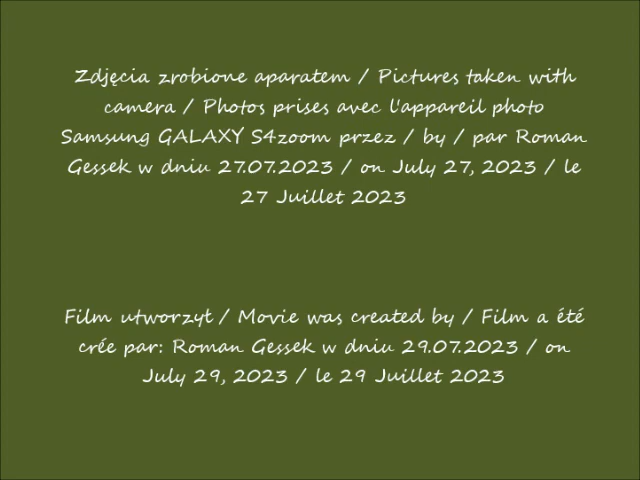 Zdjęcia zrobione aparatem / Pictures taken with
camera / Photos prises avec l'appareil photo
Samsung GALAXY S4zoom przez / by / par Roman
Gessek w dniu 27.07.2023 / on July 27, 2023 / le
27 Juillet 2023
Film utworzył / Movie was created by / Film a été
crée par: Roman Gessek w dniu 29.07.2023 / on
July 29, 2023 / le 29 Juillet 2023